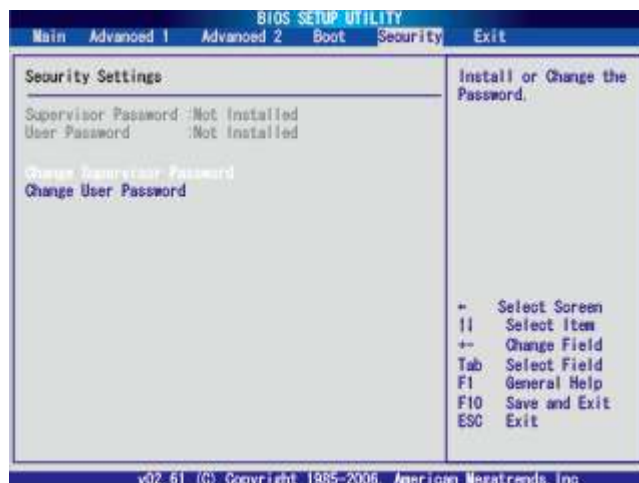 BIOS SETUP UTILITY
Main Advanced 1 Advanced 2 Boot Security Exit
Security Settings
Supervisor Password :Not Installed
User Password :Not Installed
Change Supervisor Password
Change User Password
Install or Change the
Password.
← Select Screen
↑↓ Select Item
+- Change Field
Tab Select Field
F1 General Help
F10 Save and Exit
ESC Exit
v02.61 (C) Copyright 1985-2006, American Megatrends Inc.